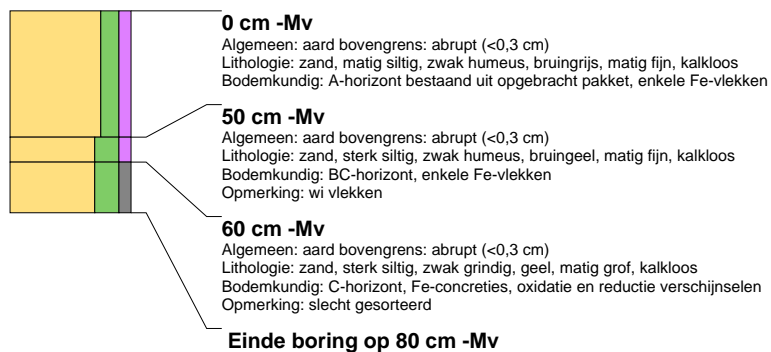 0 cm -Mv
Algemeen: aard bovengrens: abrupt (<0,3 cm)
Lithologie: zand, matig siltig, zwak humeus, bruingrijs, matig fijn, kalkloos
Bodemkundig: A-horizont bestaand uit opgebracht pakket, enkele Fe-vlekken
50 cm -Mv
Algemeen: aard bovengrens: abrupt (<0,3 cm)
Lithologie: zand, sterk siltig, zwak humeus, bruingeel, matig fijn, kalkloos
Bodemkundig: BC-horizont, enkele Fe-vlekken
Opmerking: wi vlekken
60 cm -Mv
Algemeen: aard bovengrens: abrupt (<0,3 cm)
Lithologie: zand, sterk siltig, zwak grindig, geel, matig grof, kalkloos
Bodemkundig: C-horizont, Fe-concreties, oxidatie en reductie verschijnselen
Opmerking: slecht gesorteerd
Einde boring op 80 cm -Mv